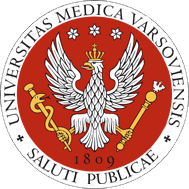 UNIVERSITAS MEDICA VARSOVIENSIS
SALUTI PUBLICAE
1809